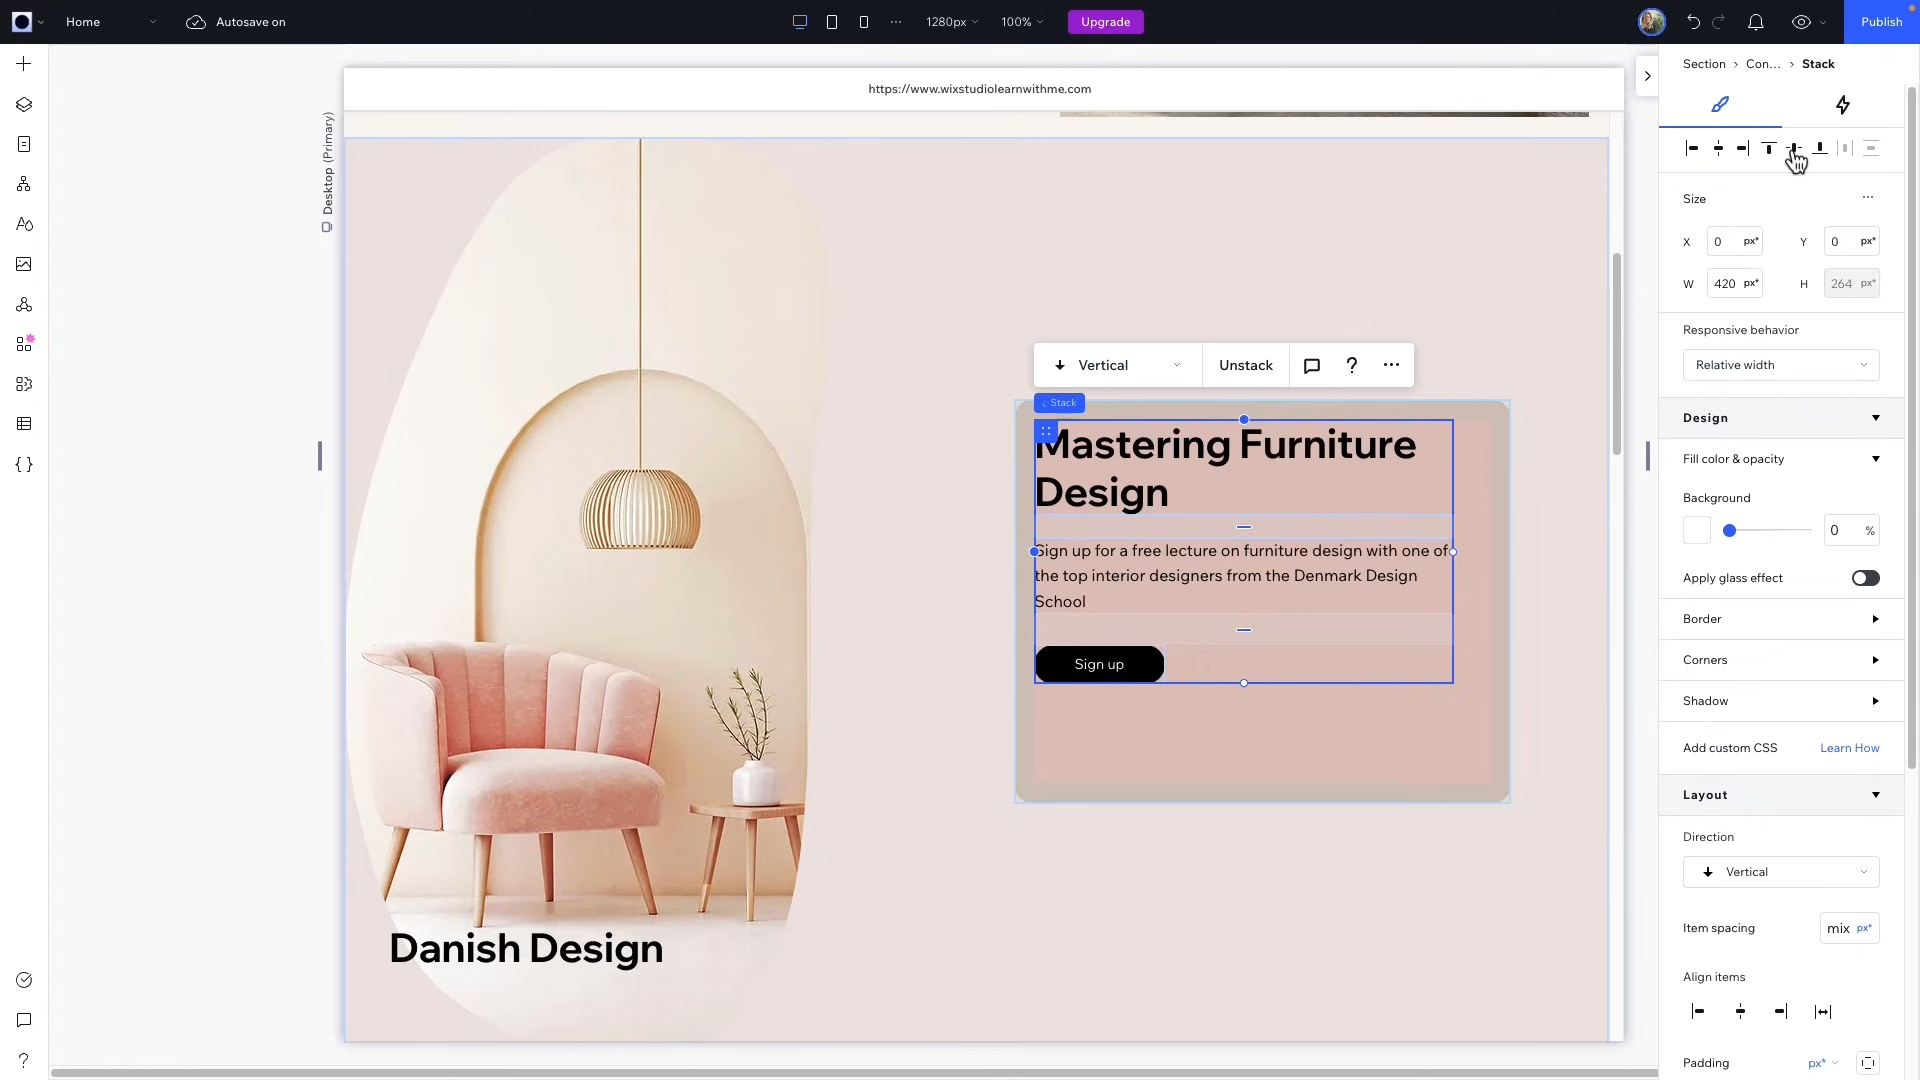 Home
Autosave on
1280px
100%
Upgrade
Publish
Section
Con...
Stack
https://www.wixstudiolearnwithme.com
Desktop (Primary)
Size
X 0 px* Y 0 px*
W 420 px* H 264 px*
Responsive behavior
Relative width
Vertical
Unstack
Stack
Mastering Furniture
Design
Sign up for a free lecture on furniture design with one of
the top interior designers from the Denmark Design
School
Sign up
Danish Design
Design
Fill color & opacity
Background
0 %
Apply glass effect
Border
Corners
Shadow
Add custom CSS Learn How
Layout
Direction
Vertical
Item spacing mix px*
Align items
Padding px*